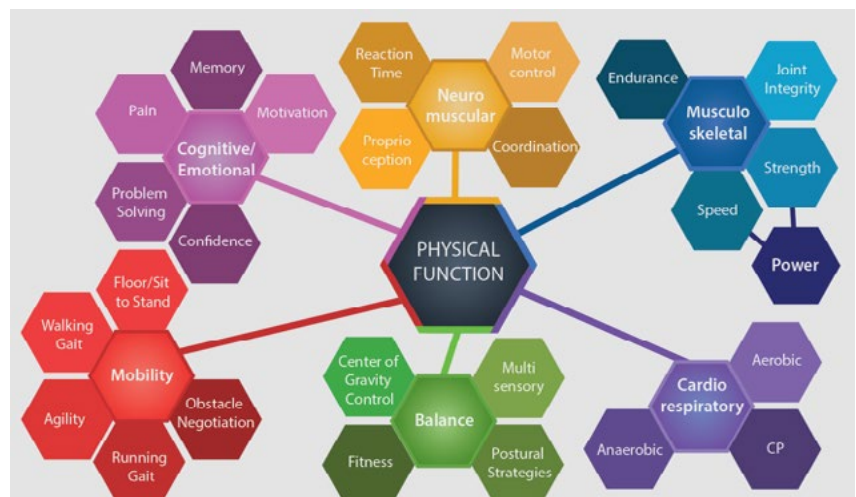 Memory
Pain
Motivation
Cognitive/
Emotional
Problem
Solving
Confidence
Reaction
Time
Motor
control
Neuro
muscular
Proprio
ception
Coordination
Endurance
Joint
Integrity
Musculo
skeletal
Strength
Speed
Power
PHYSICAL
FUNCTION
Floor/Sit
to Stand
Walking
Gait
Mobility
Agility
Obstacle
Negotiation
Running
Gait
Center of
Gravity
Control
Multi
sensory
Balance
Fitness
Postural
Strategies
Aerobic
Cardio
respiratory
Anaerobic
CP